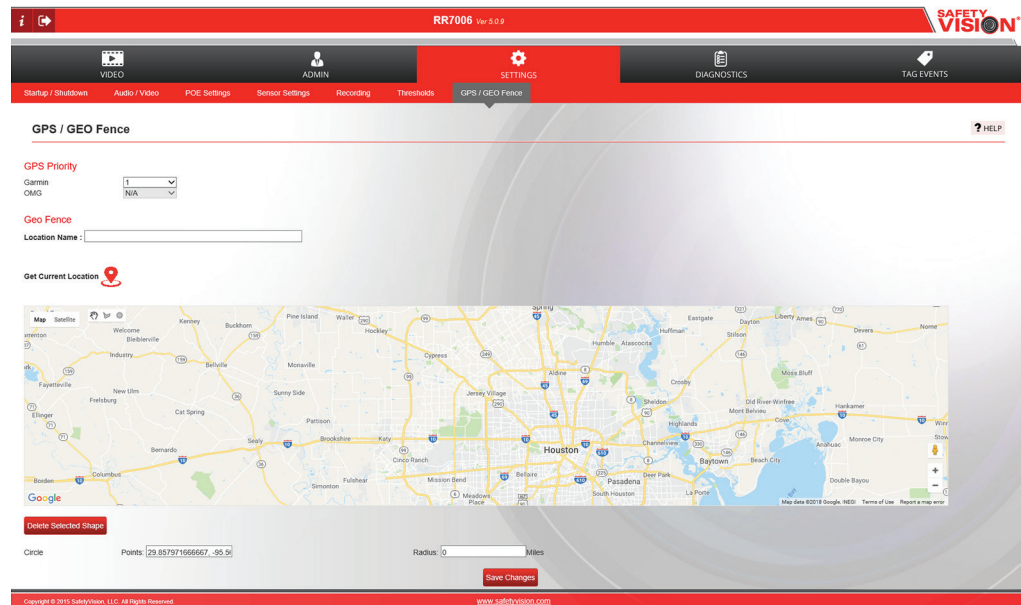 i
RR7006 Ver 5.0.9
SAFETY VISION®
VIDEO
ADMIN
SETTINGS
DIAGNOSTICS
TAG EVENTS
Startup / Shutdown Audio / Video POE Settings Sensor Settings Recording Thresholds GPS / GEO Fence
GPS / GEO Fence
? HELP
GPS Priority
Garmin 1
OMG N/A
Geo Fence
Location Name :
Get Current Location
Map Satellite
Kenney
Buckhorn
Pine Island
Waller
Hockley
Spring
Eastgate
Dayton
Liberty
Ames
Devers
Nome
Welcome
Bleiblerville
Huffman
Stilson
Humble
Atascocita
Industry
Bellville
Monaville
Cypress
Aldine
Moss Bluff
Crosby
Fayetteville
New Ulm
Frelsburg
Sunny Side
Jersey Village
Sheldon
Old River-Winfree
Mont Belvieu
Hankamer
Ellinger
Cat Spring
Pattison
Highlands
Cove
Winn
Sealy
Brookshire
Katy
Houston
Channelview
Anahuac
Monroe City
Stow
Bernardo
Cinco Ranch
Baytown
Beach City
Columbus
Borden
Fulshear
Simonton
Mission Bend
Bellaire
Pasadena
Deer Park
Double Bayou
Meadows Place
South Houston
La Porte
Google
Map data ©2018 Google, INEGI Terms of Use Report a map error
Delete Selected Shape
Circle Points: 29.857971666667, -95.5 Radius: 0 Miles
Save Changes
Copyright © 2015 SafetyVision, LLC. All Rights Reserved. www.safetyvision.com